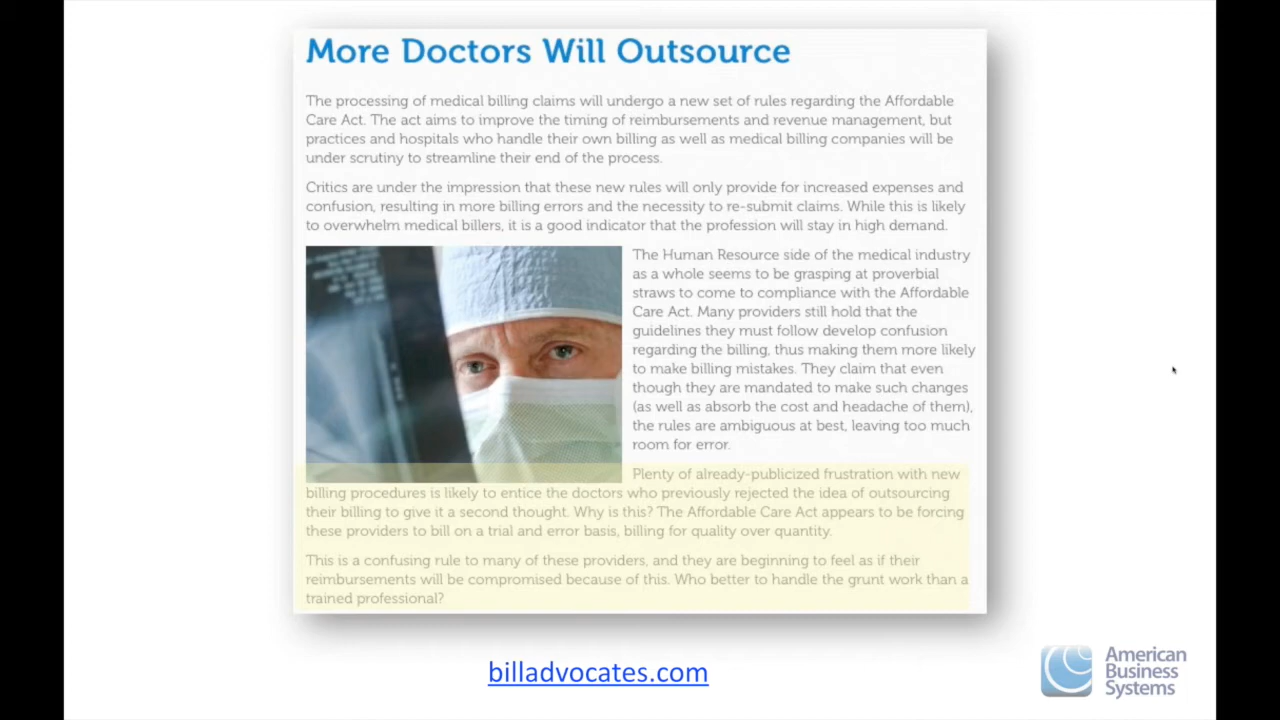 More Doctors Will Outsource
The processing of medical billing claims will undergo a new set of rules regarding the Affordable
Care Act. The act aims to improve the timing of reimbursements and revenue management, but
practices and hospitals who handle their own billing as well as medical billing companies will be
under scrutiny to streamline their end of the process.
Critics are under the impression that these new rules will only provide for increased expenses and
confusion, resulting in more billing errors and the necessity to re-submit claims. While this is likely
to overwhelm medical billers, it is a good indicator that the profession will stay in high demand.
The Human Resource side of the medical industry
as a whole seems to be grasping at proverbial
straws to come to compliance with the Affordable
Care Act. Many providers still hold that the
guidelines they must follow develop confusion
regarding the billing, thus making them more likely
to make billing mistakes. They claim that even
though they are mandated to make such changes
(as well as absorb the cost and headache of them),
the rules are ambiguous at best, leaving too much
room for error.
Plenty of already-publicized frustration with new
billing procedures is likely to entice the doctors who previously rejected the idea of outsourcing
their billing to give it a second thought. Why is this? The Affordable Care Act appears to be forcing
these providers to bill on a trial and error basis, billing for quality over quantity.
This is a confusing rule to many of these providers, and they are beginning to feel as if their
reimbursements will be compromised because of this. Who better to handle the grunt work than a
trained professional?
billadvocates.com
American
Business
Systems